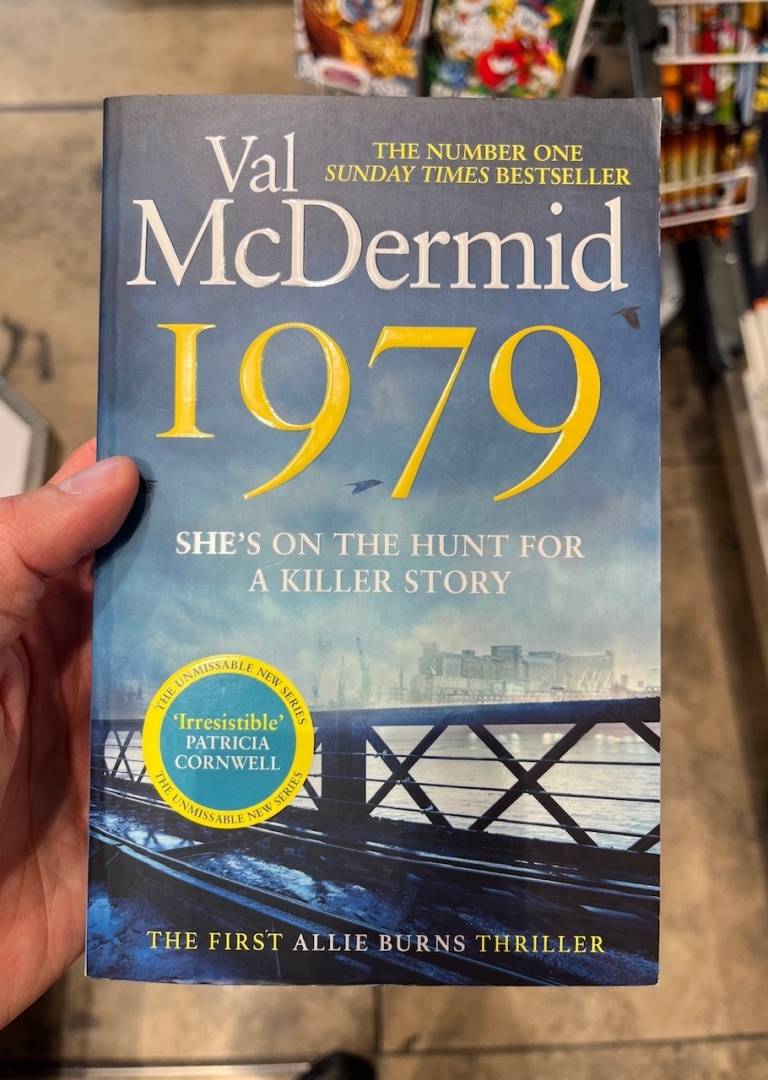 Val
McDermid
THE NUMBER ONE
SUNDAY TIMES BESTSELLER
1979
SHE'S ON THE HUNT FOR
A KILLER STORY
THE UNMISSABLE NEW SERIES
'Irresistible'
PATRICIA
CORNWELL
THE UNMISSABLE NEW SERIES
THE FIRST ALLIE BURNS THRILLER